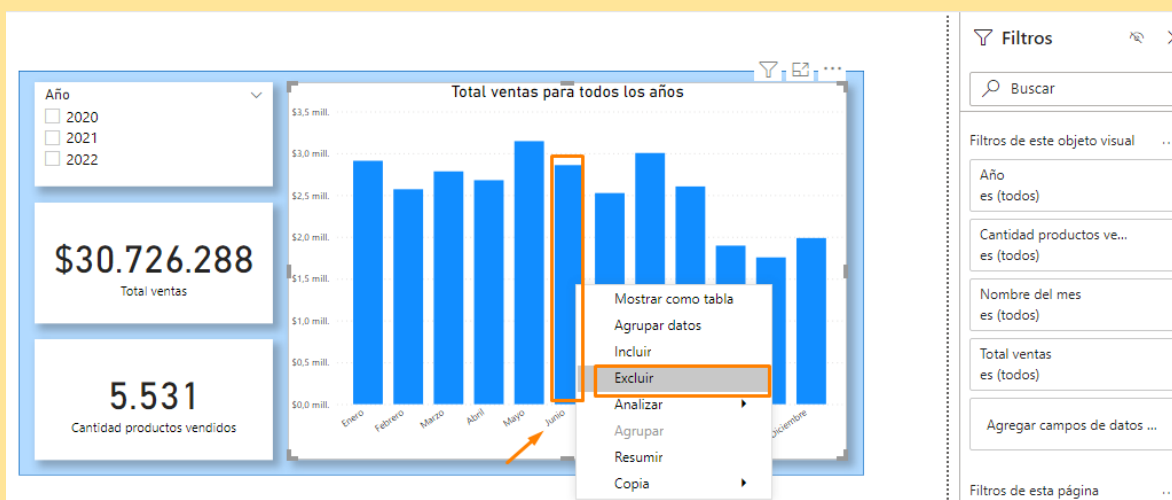 Año
2020
2021
2022
$30.726.288
Total ventas
5.531
Cantidad productos vendidos
Total ventas para todos los años
$3,5 mill.
$3,0 mill.
$2,5 mill.
$2,0 mill.
$1,5 mill.
$1,0 mill.
$0,5 mill.
$0,0 mill.
Enero
Febrero
Marzo
Abril
Mayo
Junio
Diciembre
Mostrar como tabla
Agrupar datos
Incluir
Excluir
Analizar
Agrupar
Resumir
Copia
Filtros
Buscar
Filtros de este objeto visual
Año
es (todos)
Cantidad productos ve...
es (todos)
Nombre del mes
es (todos)
Total ventas
es (todos)
Agregar campos de datos ...
Filtros de esta página